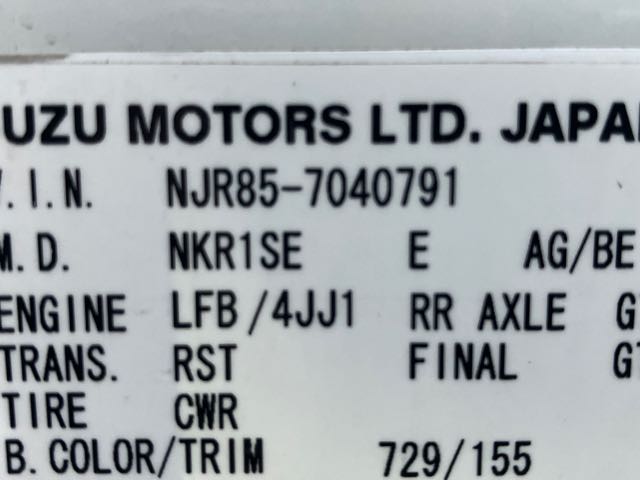 UZU MOTORS LTD. JAPA
V.I.N. NJR85-7040791
M.D. NKR1SE E AG/BE
ENGINE LFB/4JJ1 RR AXLE G
TRANS. RST FINAL G
TIRE CWR
B.COLOR/TRIM 729/155